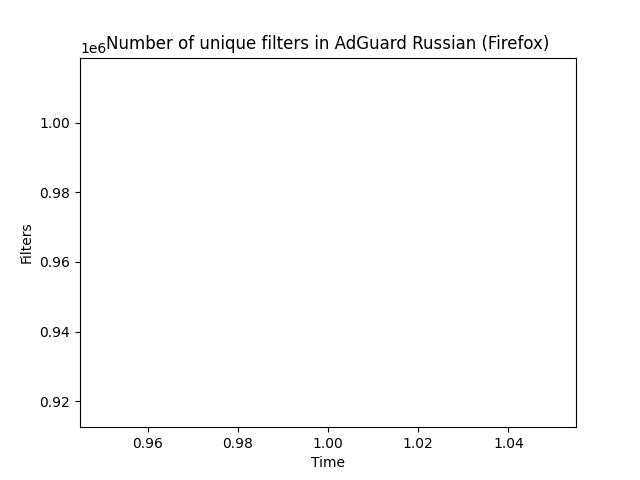 Number of unique filters in AdGuard Russian (Firefox)
1e6
1.00
0.98
0.96
0.94
0.92
Filters
0.96 0.98 1.00 1.02 1.04
Time